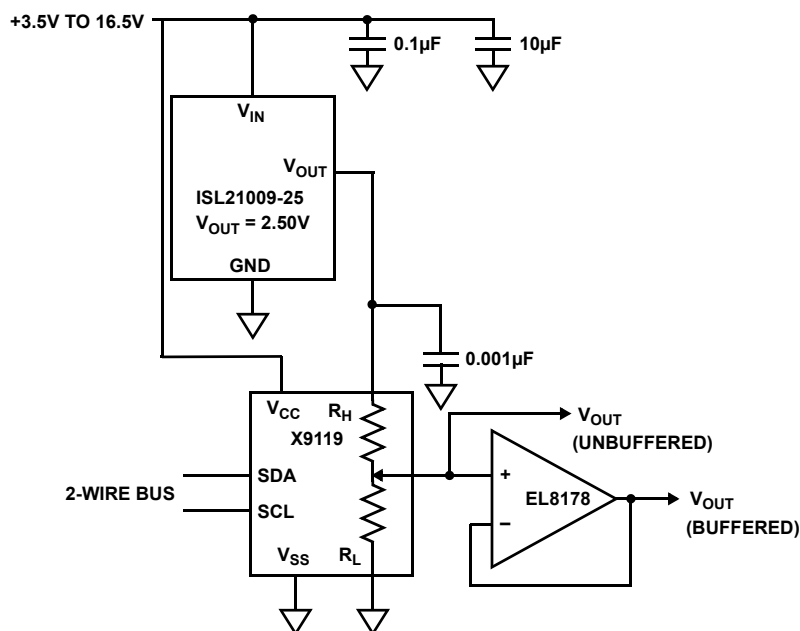 +3.5V TO 16.5V
0.1µF
10µF
VIN
VOUT
ISL21009-25
VOUT = 2.50V
GND
0.001µF
VCC
RH
X9119
VOUT
(UNBUFFERED)
SDA
+
2-WIRE BUS
EL8178
VOUT
(BUFFERED)
SCL
−
VSS
RL